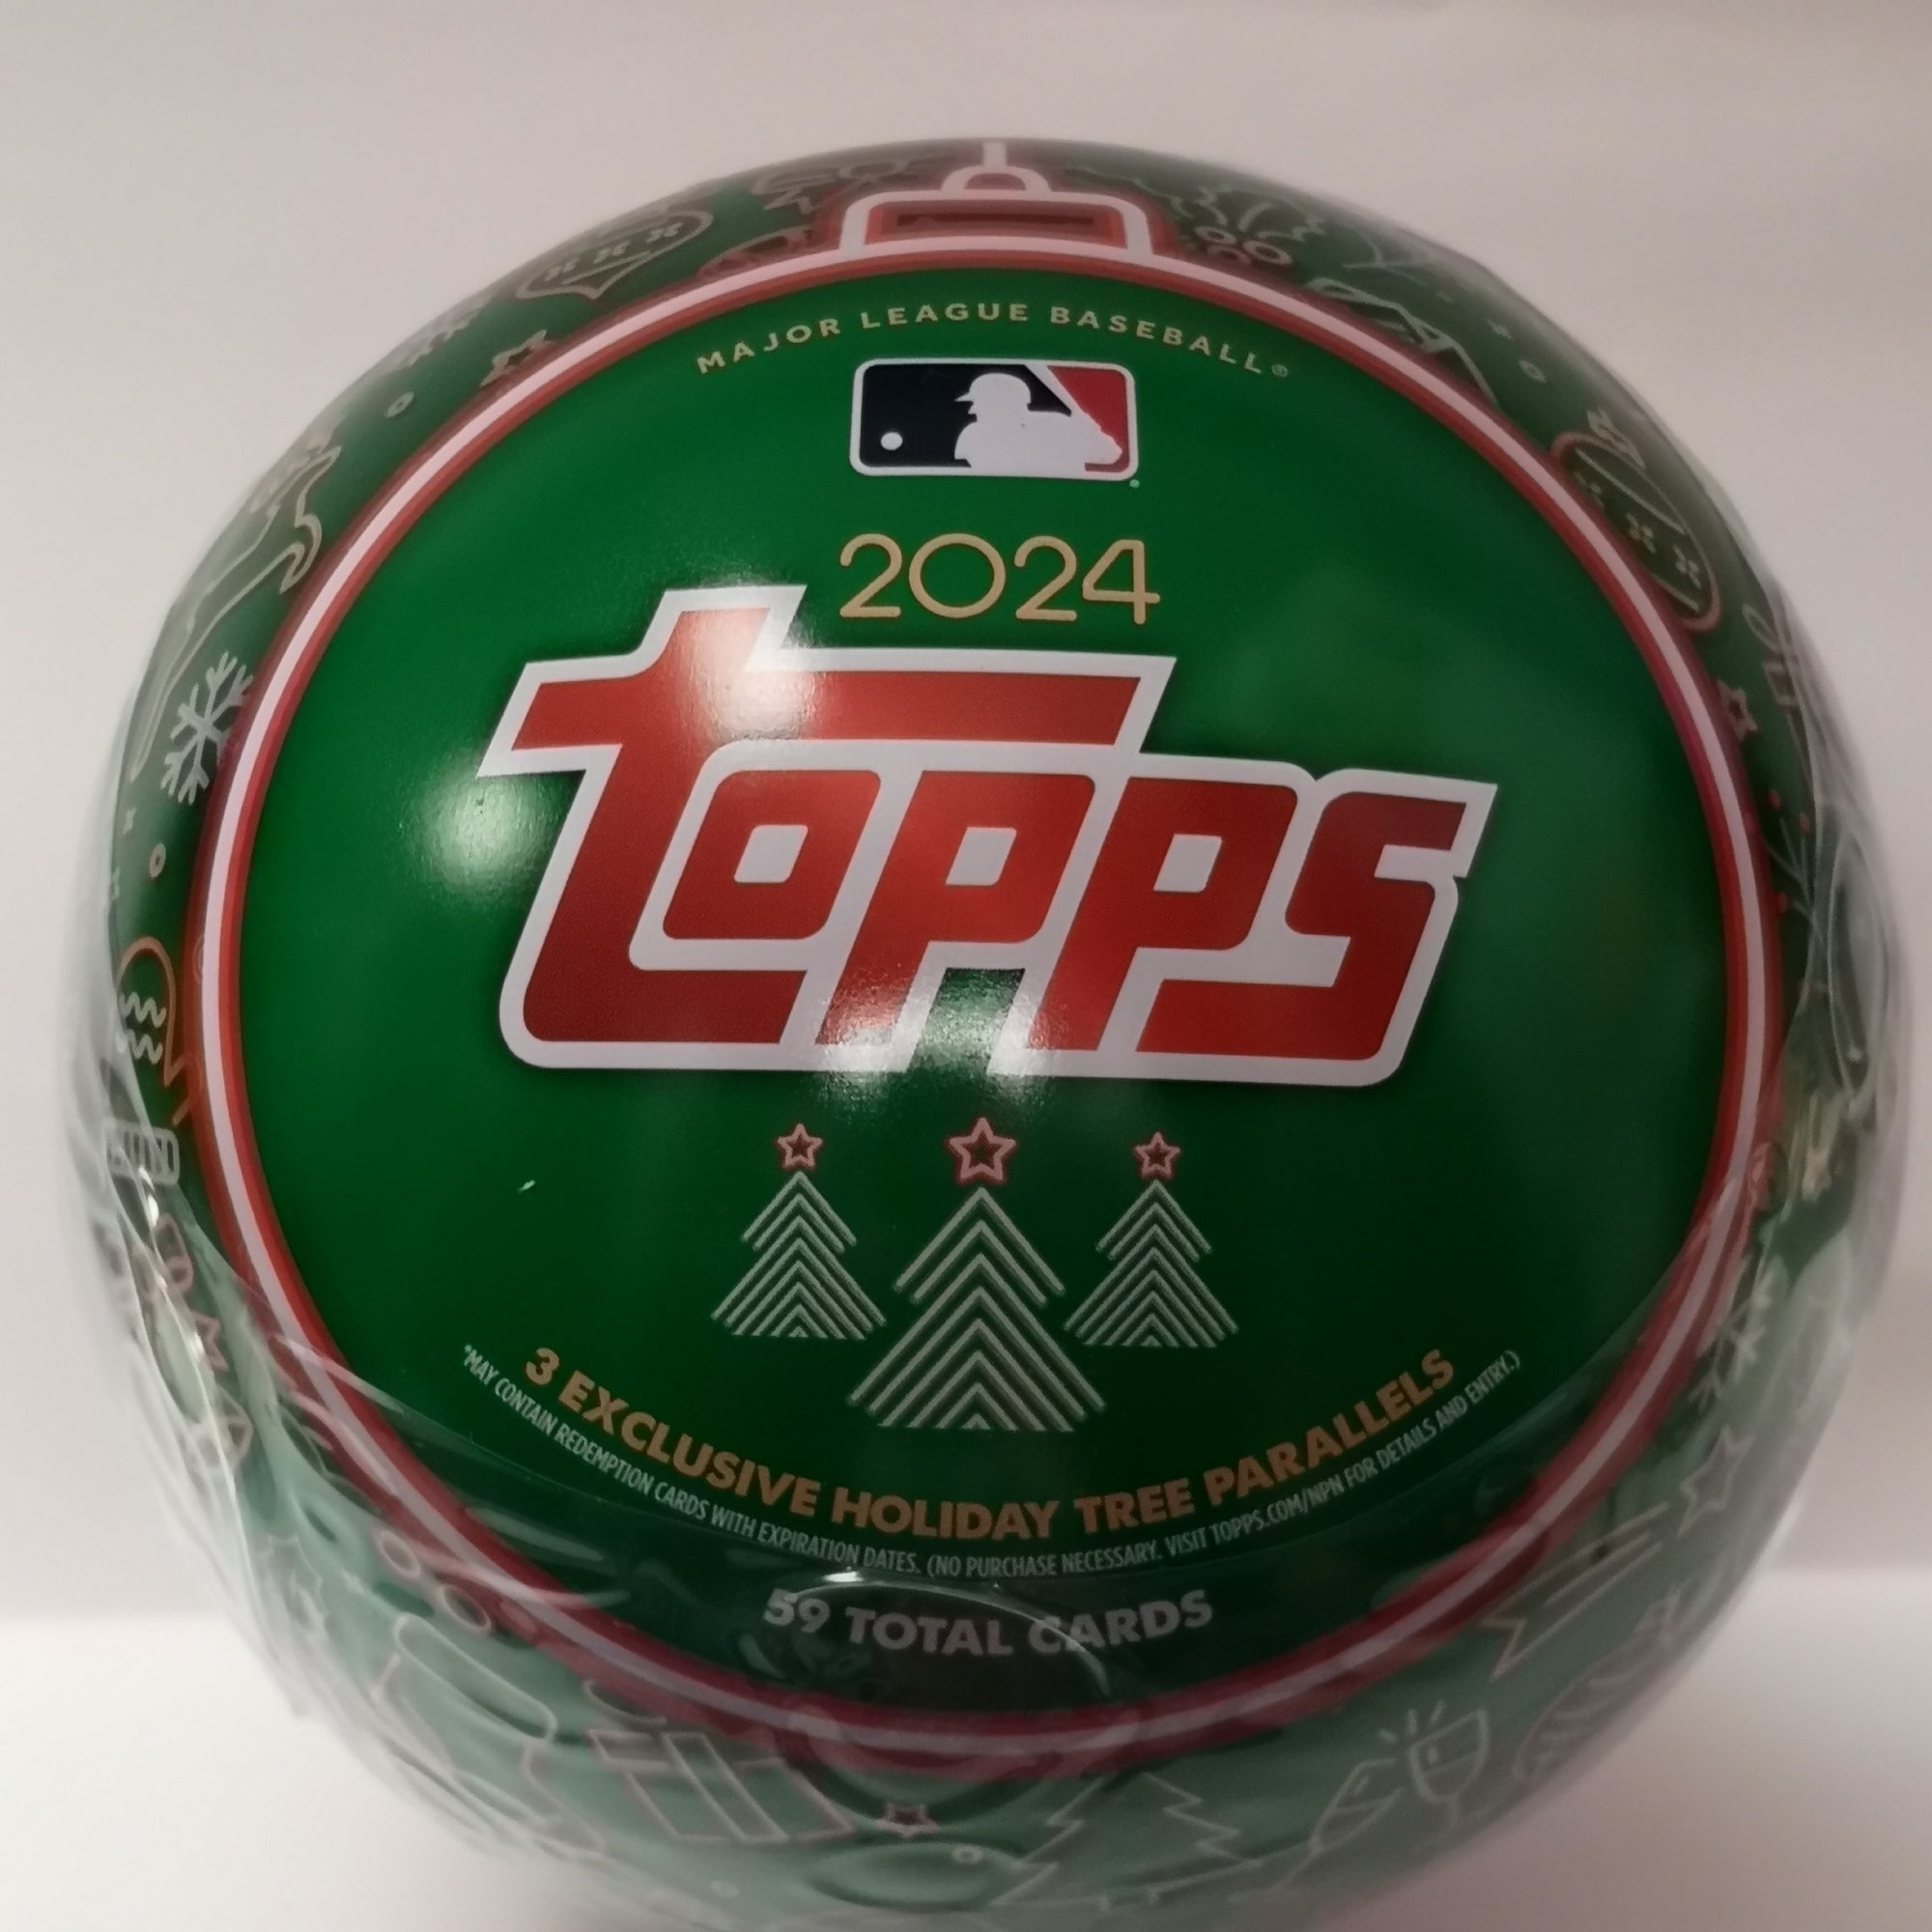 MAJOR LEAGUE BASEBALL®
2024
Topps
3 EXCLUSIVE HOLIDAY TREE PARALLELS
*MAY CONTAIN REDEMPTION CARDS WITH EXPIRATION DATES. (NO PURCHASE NECESSARY. VISIT TOPPS.COM/NPN FOR DETAILS AND ENTRY.)
59 TOTAL CARDS